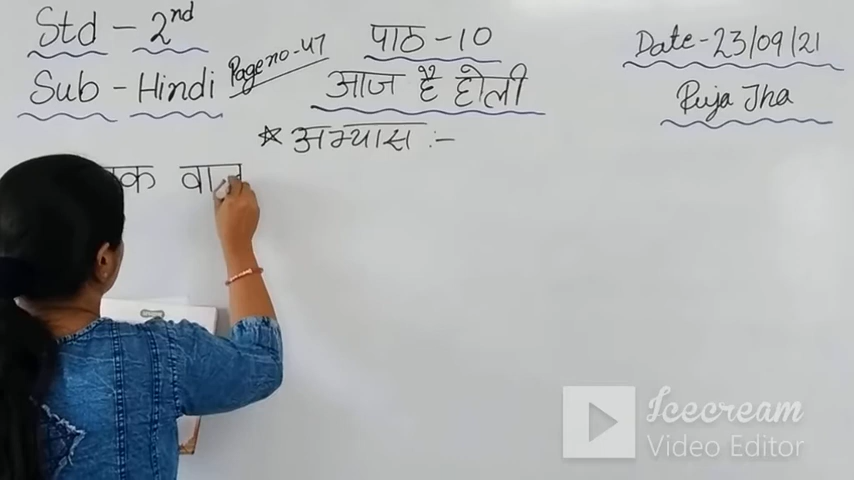 Std - 2nd
Sub - Hindi
Page no - 47
पाठ - 10
आज है होली
Date - 23/09/21
Puja Jha
* अभ्यास :-
Icecream
Video Editor